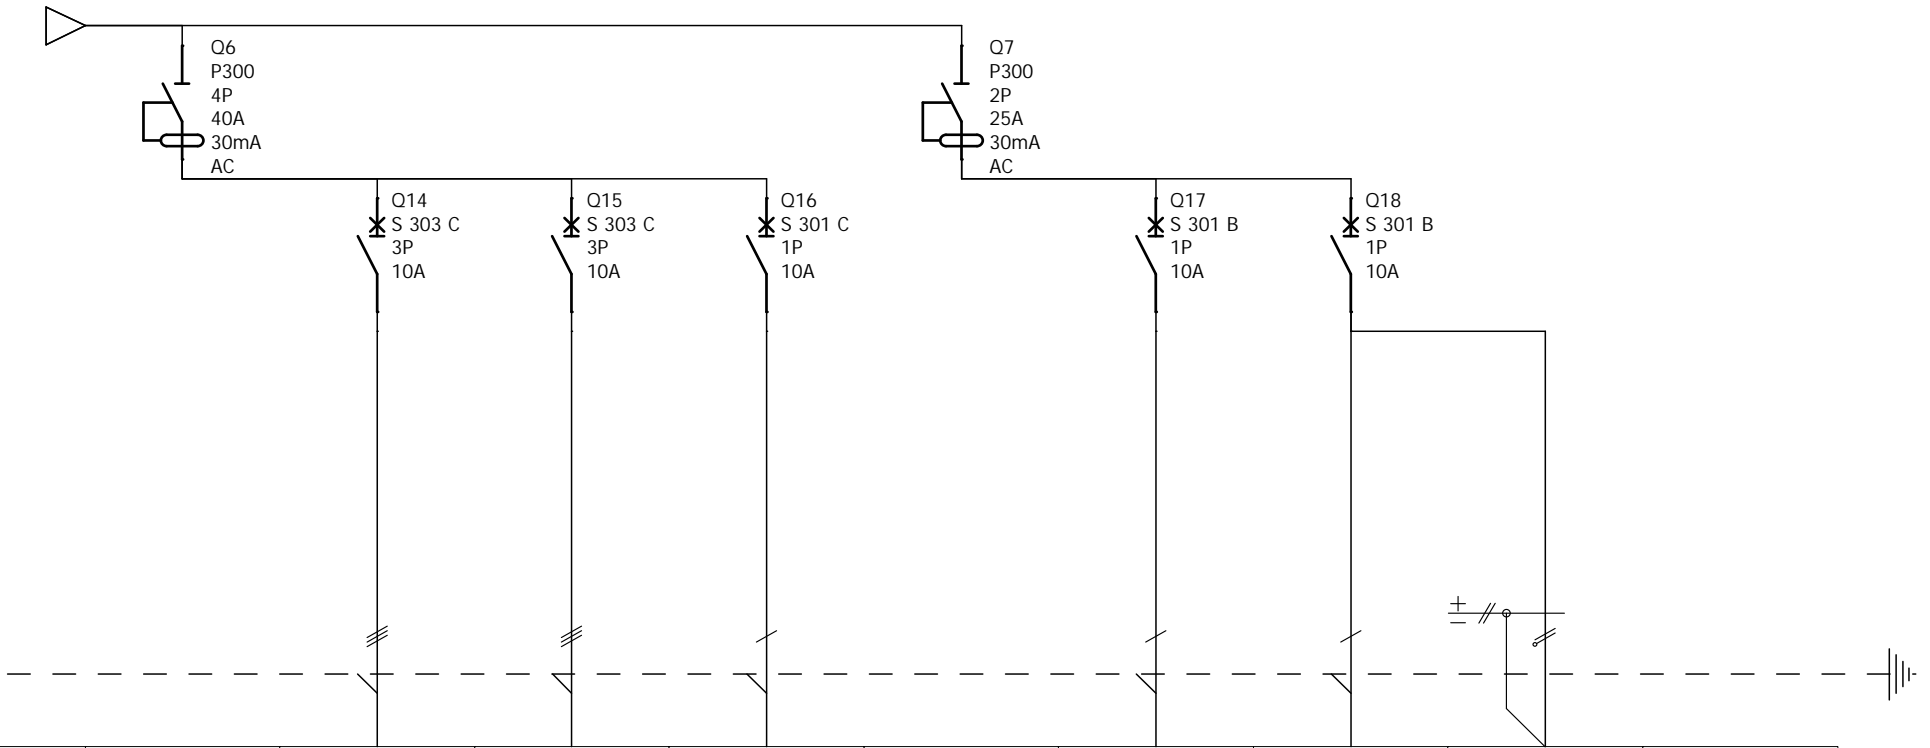 Q6
P300
4P
40A
30mA
AC
Q7
P300
2P
25A
30mA
AC
Q14
S 303 C
3P
10A
Q15
S 303 C
3P
10A
Q16
S 301 C
1P
10A
Q17
S 301 B
1P
10A
Q18
S 301 B
1P
10A